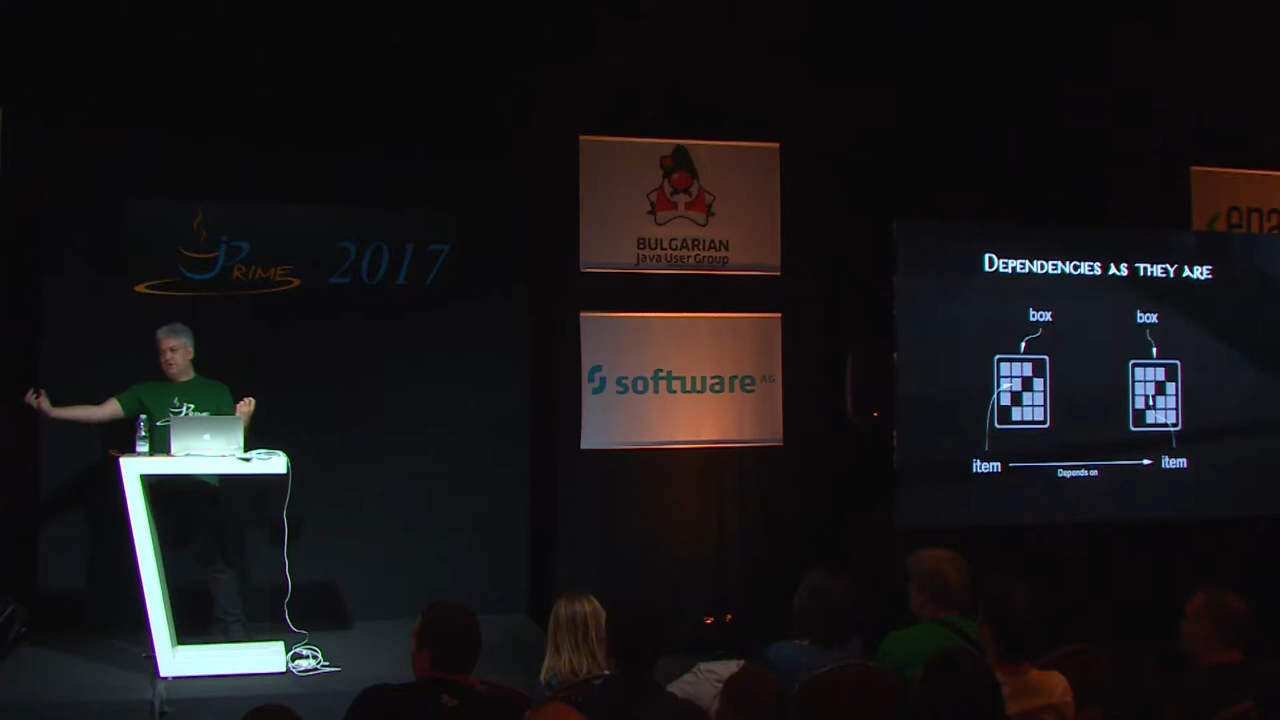 jPRIME 2017
BULGARIAN
Java User Group
software AG
DEPENDENCIES AS THEY ARE
box
box
item
item
Depends on